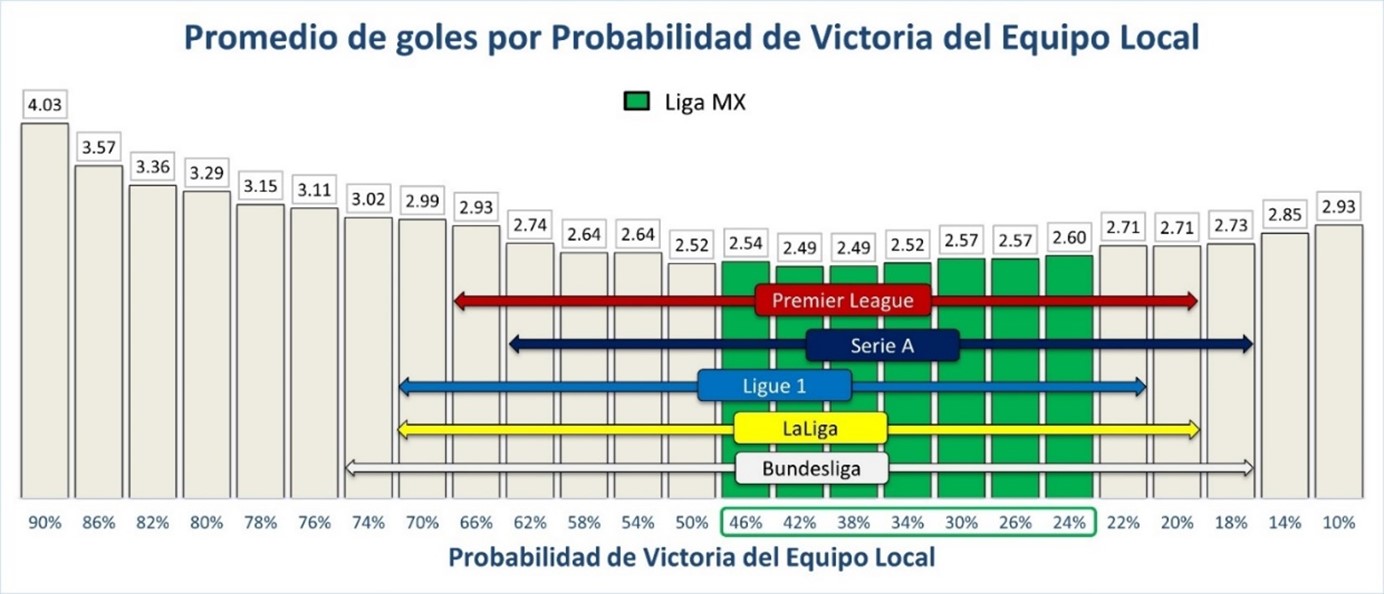 Promedio de goles por Probabilidad de Victoria del Equipo Local
Liga MX
4.03 3.57 3.36 3.29 3.15 3.11 3.02 2.99 2.93 2.74 2.64 2.64 2.52 2.54 2.49 2.49 2.52 2.57 2.57 2.60 2.71 2.71 2.73 2.85 2.93
Premier League
Serie A
Ligue 1
LaLiga
Bundesliga
90% 86% 82% 80% 78% 76% 74% 70% 66% 62% 58% 54% 50% 46% 42% 38% 34% 30% 26% 24% 22% 20% 18% 14% 10%
Probabilidad de Victoria del Equipo Local